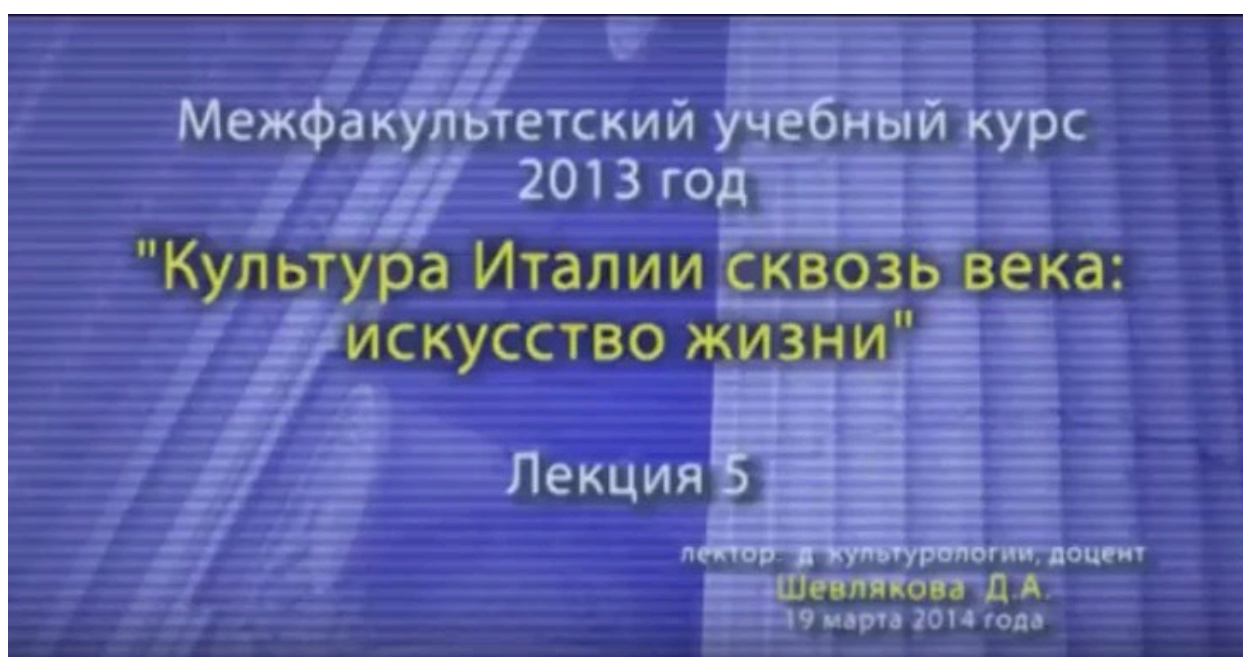 Межфакультетский учебный курс
2013 год
"Культура Италии сквозь века:
искусство жизни"
Лекция 5
лектор: д. культурологии, доцент
Шевлякова Д.А.
19 марта 2014 года